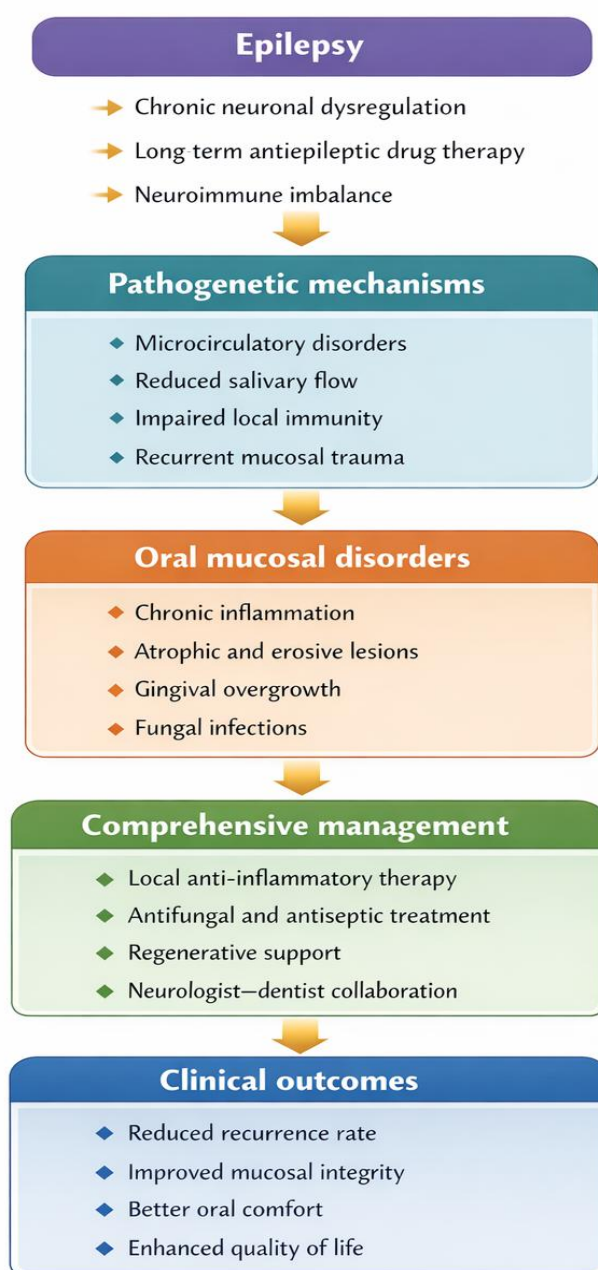 Epilepsy
Chronic neuronal dysregulation
Long-term antiepileptic drug therapy
Neuroimmune imbalance
Pathogenetic mechanisms
Microcirculatory disorders
Reduced salivary flow
Impaired local immunity
Recurrent mucosal trauma
Oral mucosal disorders
Chronic inflammation
Atrophic and erosive lesions
Gingival overgrowth
Fungal infections
Comprehensive management
Local anti-inflammatory therapy
Antifungal and antiseptic treatment
Regenerative support
Neurologist—dentist collaboration
Clinical outcomes
Reduced recurrence rate
Improved mucosal integrity
Better oral comfort
Enhanced quality of life